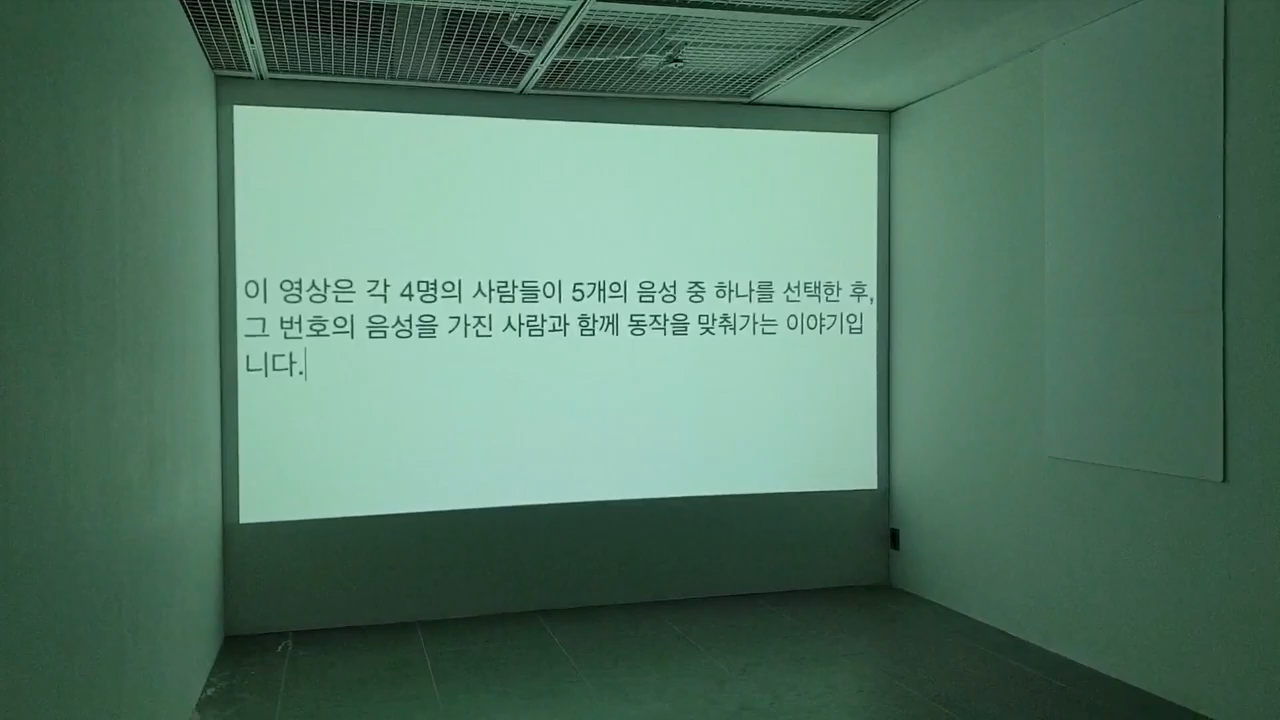 이 영상은 각 4명의 사람들이 5개의 음성 중 하나를 선택한 후,
그 번호의 음성을 가진 사람과 함께 동작을 맞춰가는 이야기입
니다.